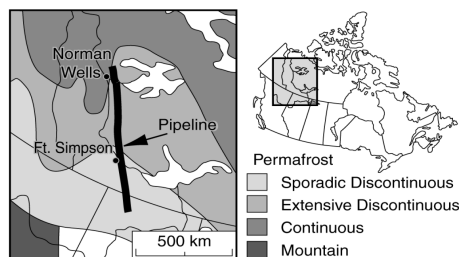 Norman
Wells
Pipeline
Ft. Simpson
500 km
Permafrost
Sporadic Discontinuous
Extensive Discontinuous
Continuous
Mountain